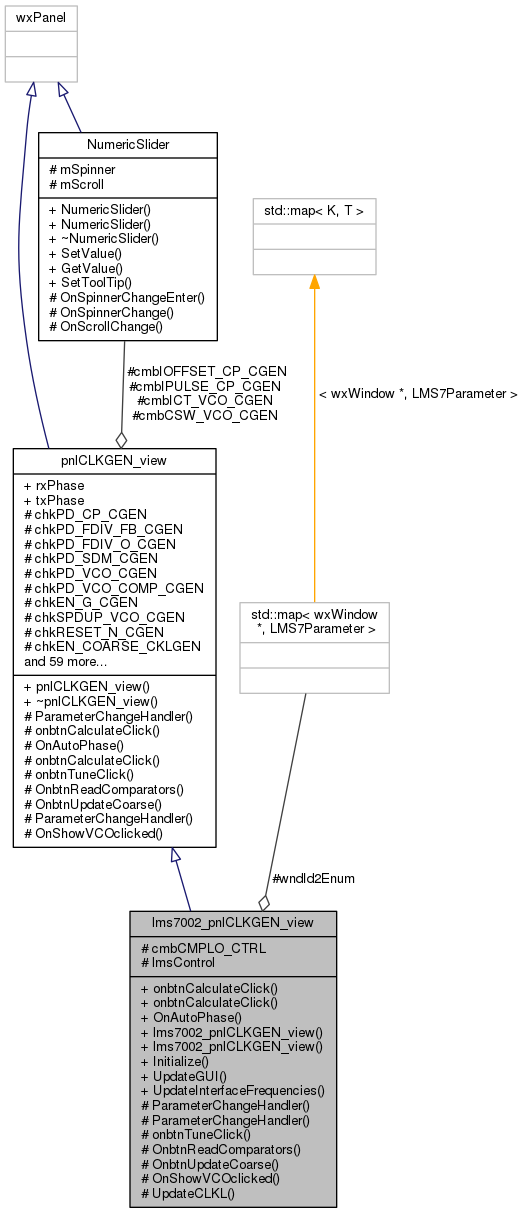 wxPanel
NumericSlider
# mSpinner
# mScroll
+ NumericSlider()
+ NumericSlider()
+ ~NumericSlider()
+ SetValue()
+ GetValue()
+ SetToolTip()
# OnSpinnerChangeEnter()
# OnSpinnerChange()
# OnScrollChange()
std::map< K, T >
#cmbIOFFSET_CP_CGEN
#cmbIPULSE_CP_CGEN
#cmbICT_VCO_CGEN
#cmbCSW_VCO_CGEN
< wxWindow *, LMS7Parameter >
pnlCLKGEN_view
+ rxPhase
+ txPhase
# chkPD_CP_CGEN
# chkPD_FDIV_FB_CGEN
# chkPD_FDIV_O_CGEN
# chkPD_SDM_CGEN
# chkPD_VCO_CGEN
# chkPD_VCO_COMP_CGEN
# chkEN_G_CGEN
# chkSPDUP_VCO_CGEN
# chkRESET_N_CGEN
# chkEN_COARSE_CKLGEN
and 59 more...
+ pnlCLKGEN_view()
+ ~pnlCLKGEN_view()
# ParameterChangeHandler()
# onbtnCalculateClick()
# OnAutoPhase()
# onbtnCalculateClick()
# onbtnTuneClick()
# OnbtnReadComparators()
# OnbtnUpdateCoarse()
# ParameterChangeHandler()
# OnShowVCOclicked()
std::map< wxWindow
*, LMS7Parameter >
#wndId2Enum
lms7002_pnlCLKGEN_view
# cmbCMPLO_CTRL
# lmsControl
+ onbtnCalculateClick()
+ onbtnCalculateClick()
+ OnAutoPhase()
+ lms7002_pnlCLKGEN_view()
+ lms7002_pnlCLKGEN_view()
+ Initialize()
+ UpdateGUI()
+ UpdateInterfaceFrequencies()
# ParameterChangeHandler()
# ParameterChangeHandler()
# onbtnTuneClick()
# OnbtnReadComparators()
# OnbtnUpdateCoarse()
# OnShowVCOclicked()
# UpdateCLKL()